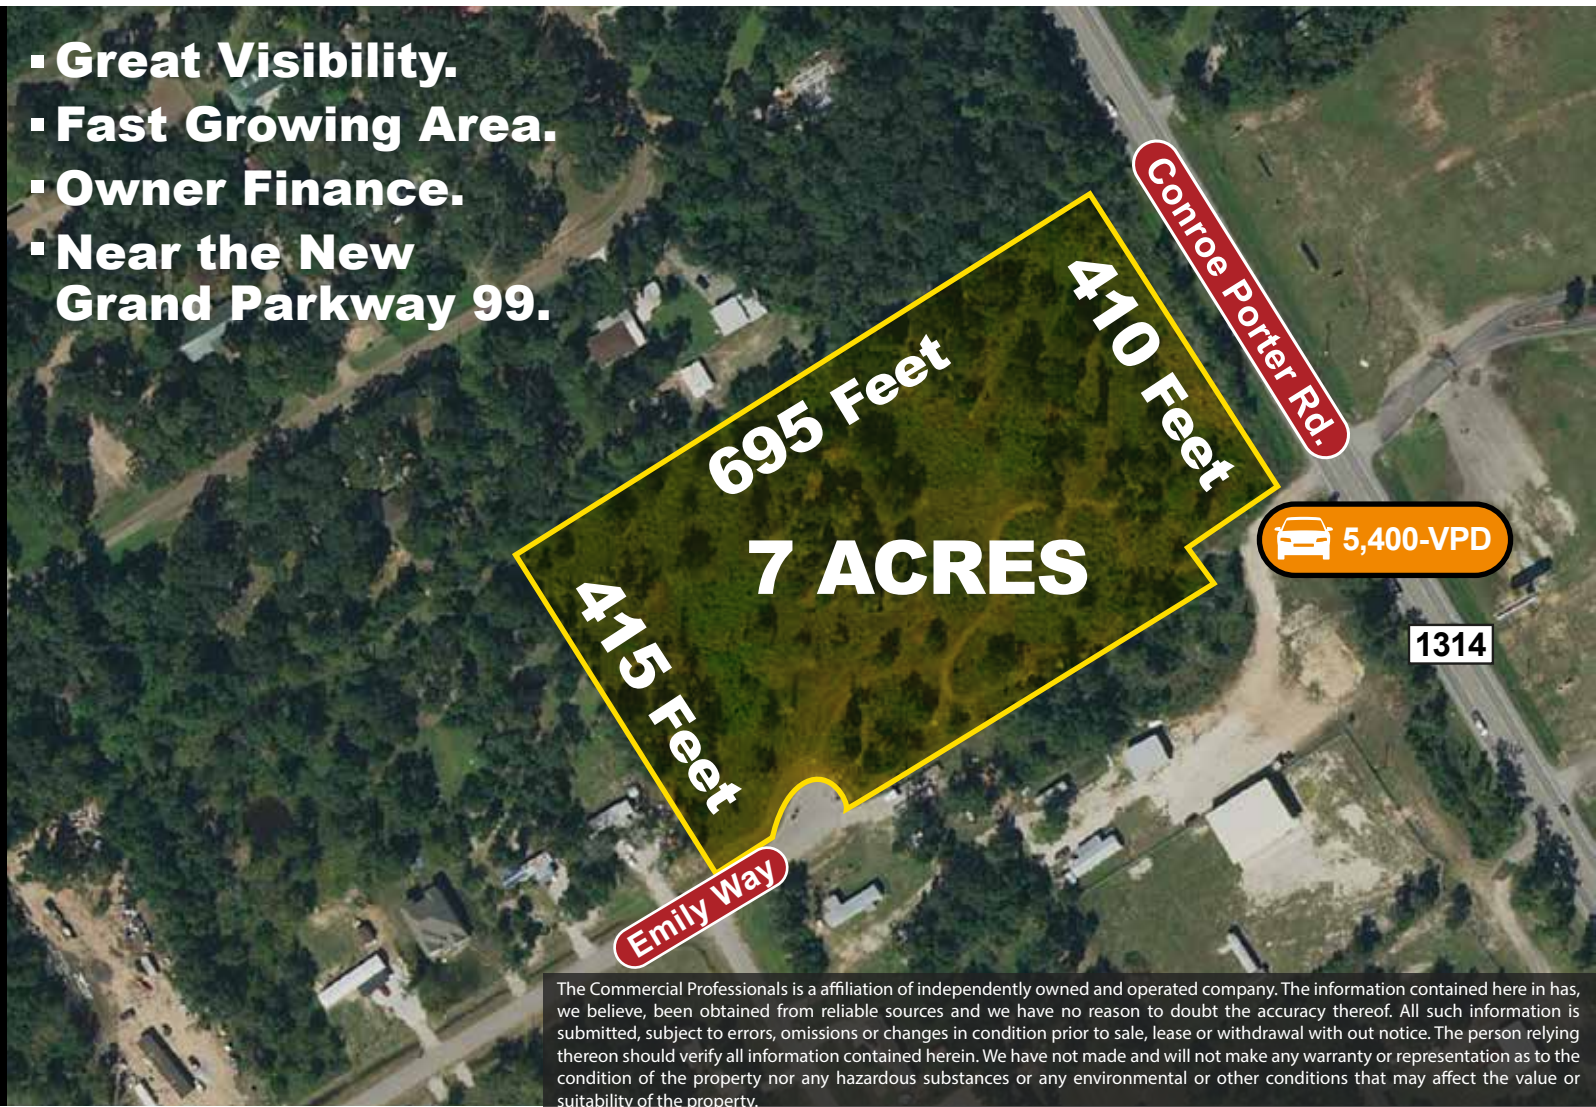 ▪ Great Visibility.
▪ Fast Growing Area.
▪ Owner Finance.
▪ Near the New
Grand Parkway 99.
Conroe Porter Rd.
410 Feet
695 Feet
7 ACRES
5,400-VPD
415 Feet
1314
Emily Way
The Commercial Professionals is a affiliation of independently owned and operated company. The information contained here in has,
we believe, been obtained from reliable sources and we have no reason to doubt the accuracy thereof. All such information is
submitted, subject to errors, omissions or changes in condition prior to sale, lease or withdrawal with out notice. The person relying
thereon should verify all information contained herein. We have not made and will not make any warranty or representation as to the
condition of the property nor any hazardous substances or any environmental or other conditions that may affect the value or
suitability of the property.